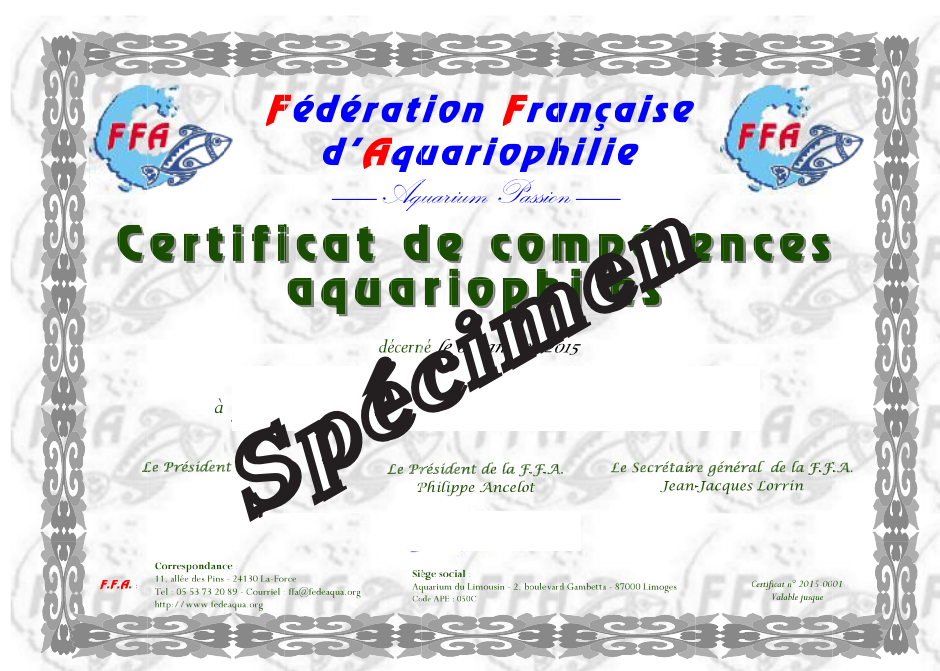 FFA
FFA
Fédération Française
d'Aquariophilie
Aquarium Passion
Certificat de compétences
aquariophiles
décerné le 2015
à
Spécimen
Le Président
Le Président de la F.F.A.
Philippe Ancelot
Le Secrétaire général de la F.F.A.
Jean-Jacques Lorrin
F.F.A. :
Correspondance :
11, allée des Pins - 24130 La-Force
Tel : 05 53 73 20 89 - Courriel : ffa@fedeaqua.org
http://www.fedeaqua.org
Siège social :
Aquarium du Limousin - 2, boulevard Gambetta - 87000 Limoges
Code APE : 030C
Certificat n° 2015-0001
Valable jusque